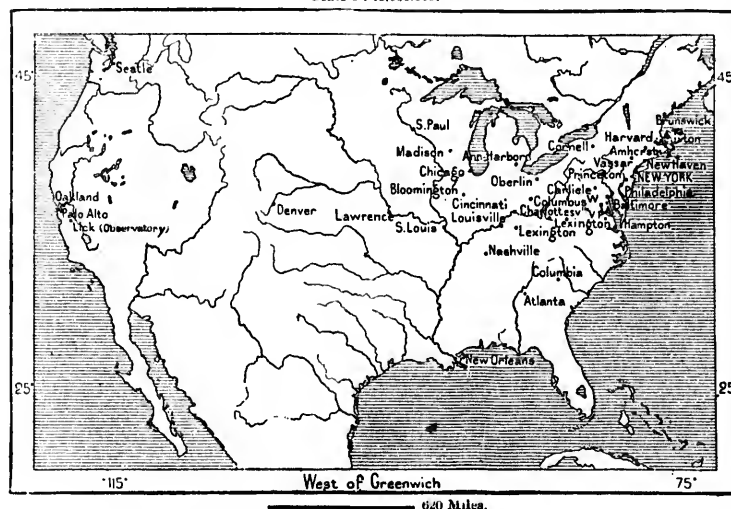 45°
45°
Seatle
Brunswick
S.Paul
Cornell
Harvard
Madison
Ann-Harbor
Amherst
Vassar
New Haven
Chicago
Princeton
NEW-YORK
Oakland
Bloomington
Oberlin
Carlisle
Philadelphia
Palo Alto
Cincinnati
Columbus
W
Baltimore
Denver
Lawrence
Louisville
Charlottesv
Lick (Observatory)
S.Louis
Lexington
Hampton
Lexington
Nashville
Columbia
Atlanta
New Orleans
25°
25°
115°
West of Greenwich
75°
620 Miles.